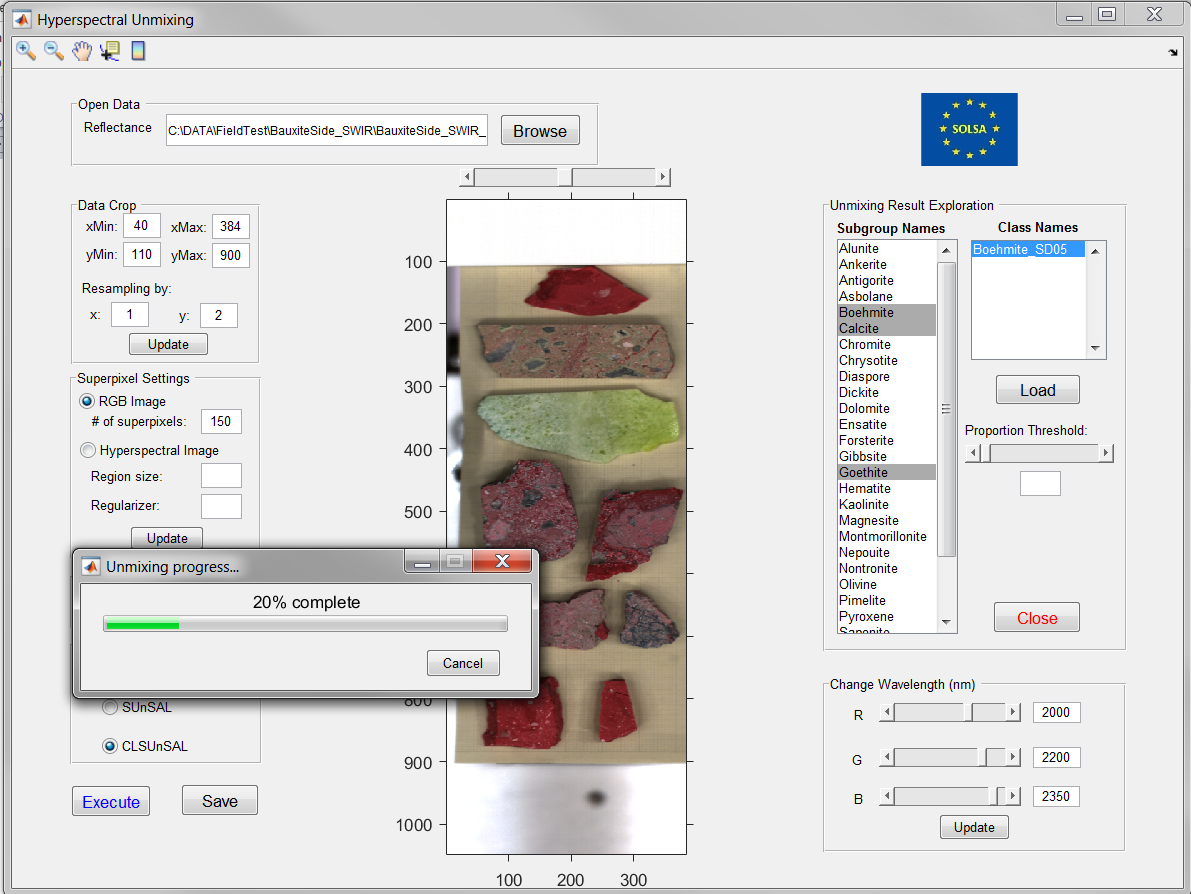 Hyperspectral Unmixing
Open Data
Reflectance
C:\DATA\FieldTest\BauxiteSide_SWIR\BauxiteSide_SWIR_
Browse
SOLSA
Data Crop
xMin: 40 xMax: 384
yMin: 110 yMax: 900
Resampling by:
x: 1 y: 2
Update
Superpixel Settings
RGB Image
# of superpixels: 150
Hyperspectral Image
Region size:
Regularizer:
Update
Unmixing progress...
20% complete
Cancel
SUnSAL
CLSUnSAL
Execute
Save
100
200
300
400
500
800
900
1000
100 200 300
Unmixing Result Exploration
Subgroup Names
Alunite
Ankerite
Antigorite
Asbolane
Boehmite
Calcite
Chromite
Chrysotite
Diaspore
Dickite
Dolomite
Ensatite
Forsterite
Gibbsite
Goethite
Hematite
Kaolinite
Magnesite
Montmorillonite
Nepouite
Nontronite
Olivine
Pimelite
Pyroxene
Saponite
Class Names
Boehmite_SD05
Load
Proportion Threshold:
Close
Change Wavelength (nm)
R 2000
G 2200
B 2350
Update